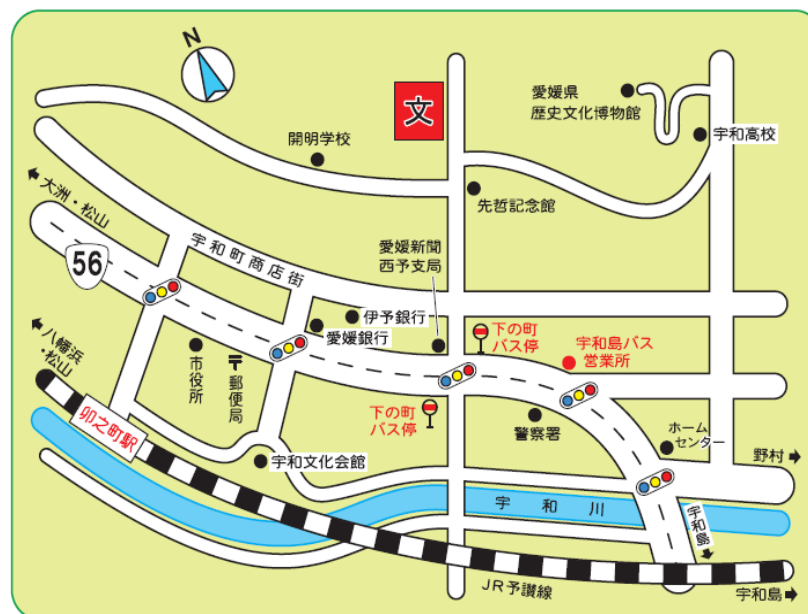 N
文
愛媛県
歴史文化博物館
開明学校
宇和高校
先哲記念館
大洲・松山
愛媛新聞
西予支局
宇和町商店街
56
伊予銀行
愛媛銀行
下の町
バス停
宇和島バス
営業所
八幡浜
・松山
市役所
〒郵便局
下の町
バス停
警察署
ホーム
センター
卯之町駅
宇和文化会館
野村
宇和川
宇和島
JR予讃線
宇和島